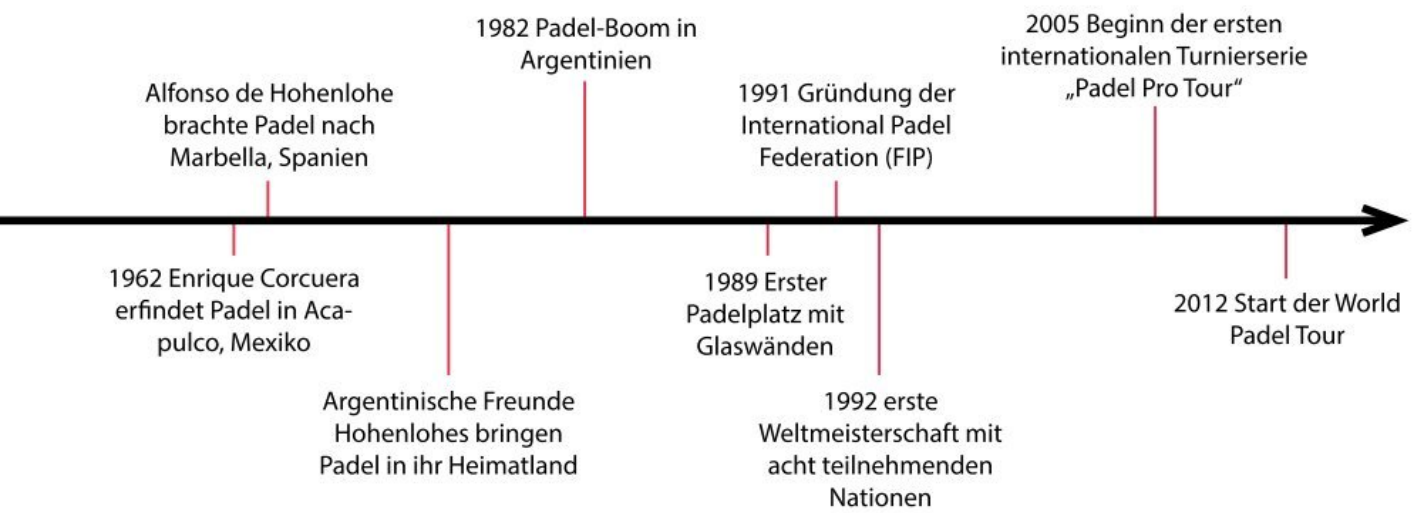 1982 Padel-Boom in
Argentinien
2005 Beginn der ersten
internationalen Turnierserie
„Padel Pro Tour“
Alfonso de Hohenlohe
brachte Padel nach
Marbella, Spanien
1991 Gründung der
International Padel
Federation (FIP)
1962 Enrique Corcuera
erfindet Padel in Aca-
pulco, Mexiko
1989 Erster
Padelplatz mit
Glaswänden
2012 Start der World
Padel Tour
Argentinische Freunde
Hohenlohes bringen
Padel in ihr Heimatland
1992 erste
Weltmeisterschaft mit
acht teilnehmenden
Nationen